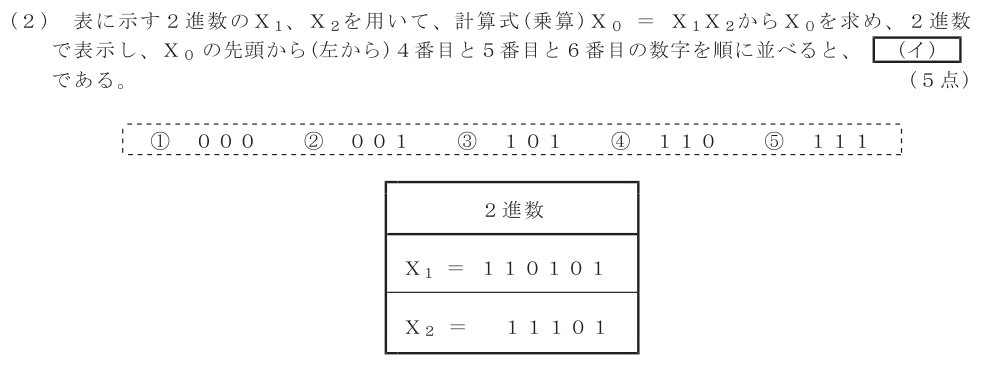 (２) 表に示す２進数のＸ₁、Ｘ₂を用いて、計算式(乗算)Ｘ₀ ＝ Ｘ₁Ｘ₂からＸ₀を求め、２進数
で表示し、Ｘ₀の先頭から(左から)４番目と５番目と６番目の数字を順に並べると、 (イ)
である。 (５点)
① ０００ ② ００１ ③ １０１ ④ １１０ ⑤ １１１
２進数
Ｘ₁ ＝ １１０１０１
Ｘ₂ ＝ １１１０１